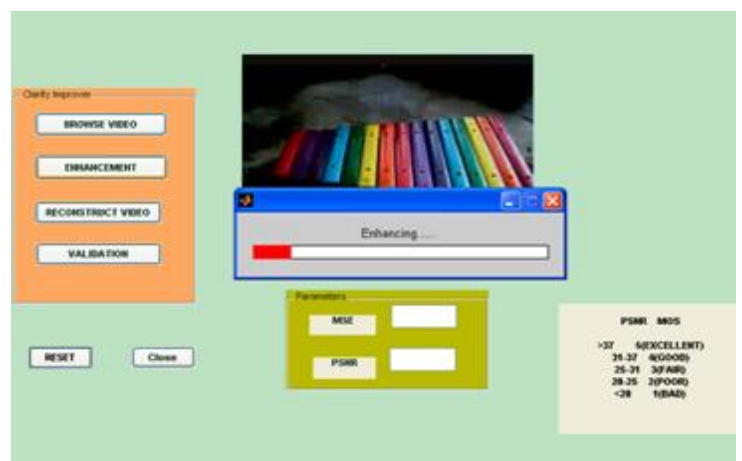 Clarity Improver
BROWSE VIDEO
ENHANCEMENT
RECONSTRUCT VIDEO
VALIDATION
RESET
Close
Enhancing.....
Parameters
MSE
PSNR
PSNR MOS
>37 5(EXCELLENT)
31-37 4(GOOD)
25-31 3(FAIR)
20-25 2(POOR)
<20 1(BAD)